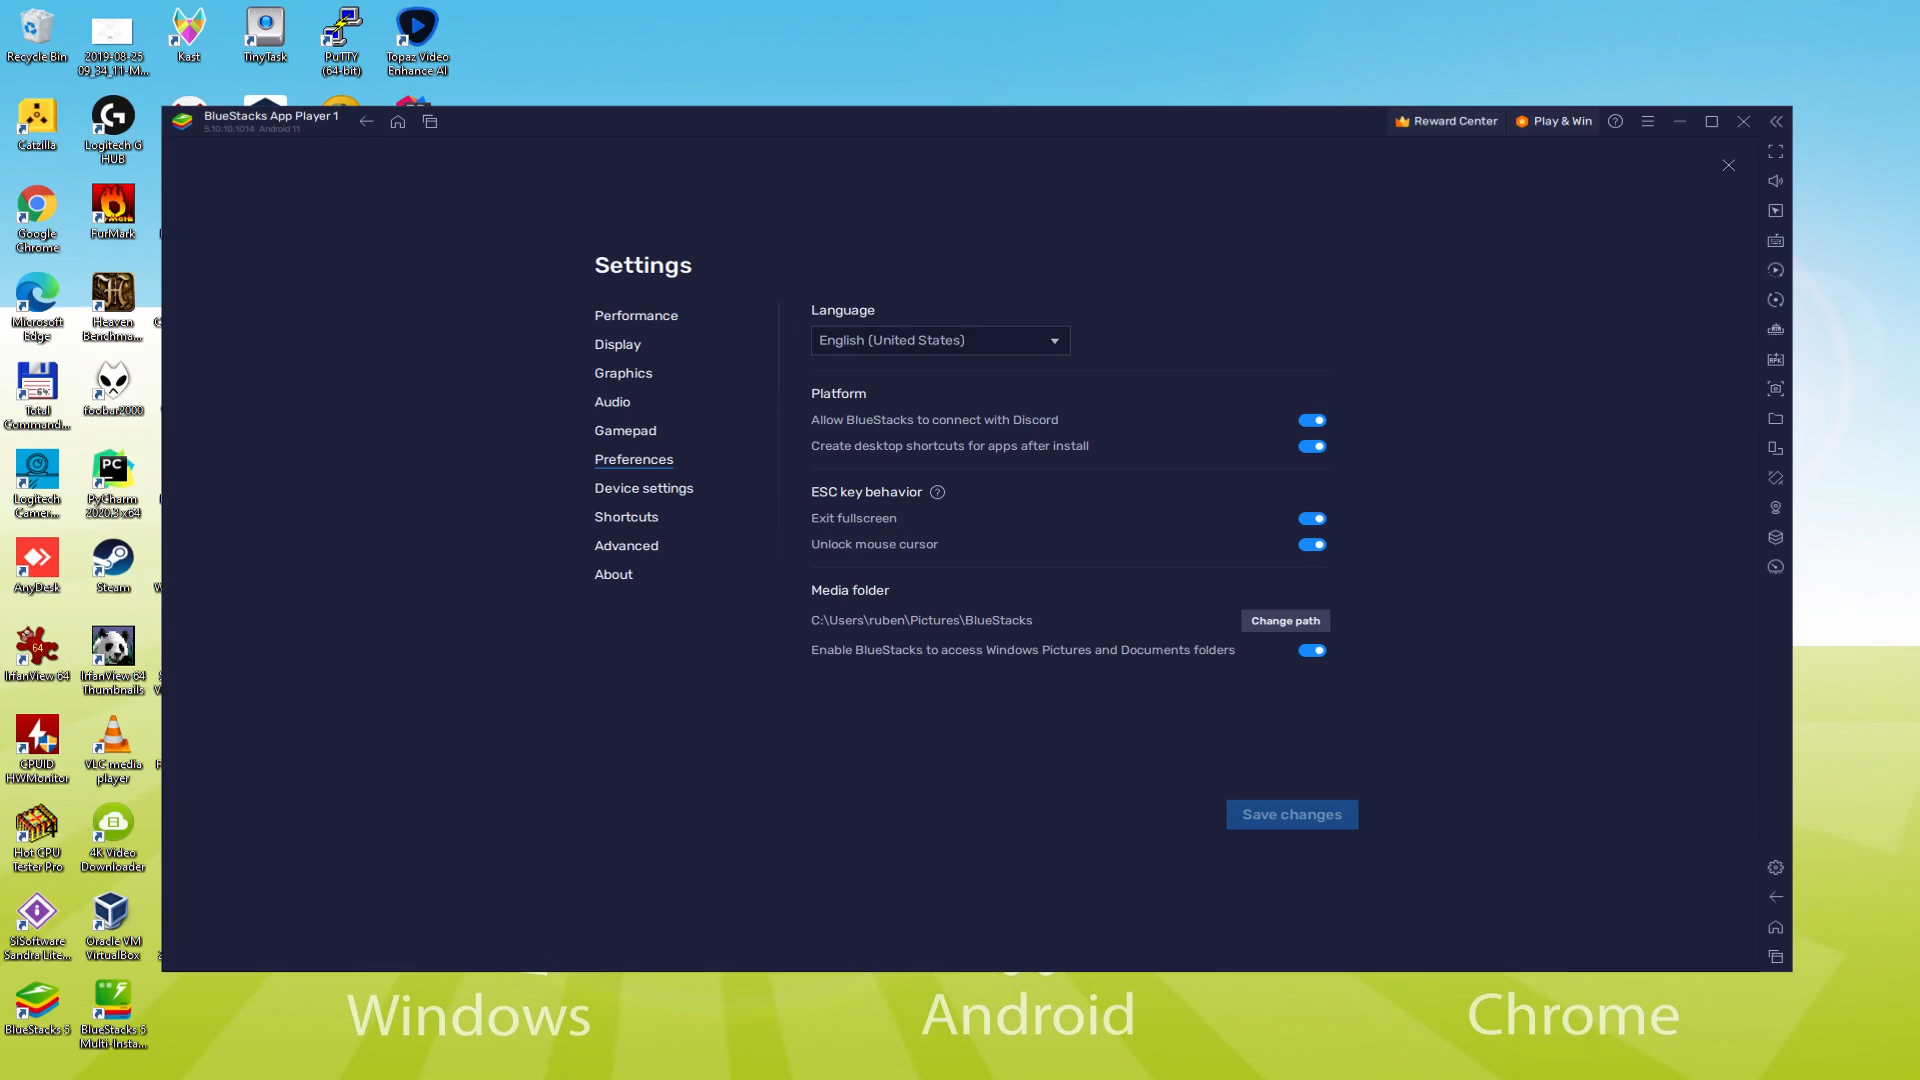 Recycle Bin
2019-08-25
09_34_11-M...
Kast
TinyTask
PuTTY
(64-bit)
Topaz Video
Enhance AI
Catzilla
Logitech G
HUB
BlueStacks App Player 1
5.10.10.1014 Android 11
Reward Center
Play & Win
Google
Chrome
FurMark
Microsoft
Edge
Heaven
Benchma...
Total
Command...
foobar2000
Logitech
Camer...
PyCharm
2020.3 x64
AnyDesk
Steam
IrfanView 64
IrfanView 64
Thumbnails
CPUID
HWMonitor
VLC media
player
Hot CPU
Tester Pro
4K Video
Downloader
SiSoftware
Sandra Lite...
Oracle VM
VirtualBox
BlueStacks 5
BlueStacks 5
Multi-Insta...
Settings
Performance
Display
Graphics
Audio
Gamepad
Preferences
Device settings
Shortcuts
Advanced
About
Language
English (United States)
Platform
Allow BlueStacks to connect with Discord
Create desktop shortcuts for apps after install
ESC key behavior
Exit fullscreen
Unlock mouse cursor
Media folder
C:\Users\ruben\Pictures\BlueStacks
Change path
Enable BlueStacks to access Windows Pictures and Documents folders
Save changes
Windows
Android
Chrome